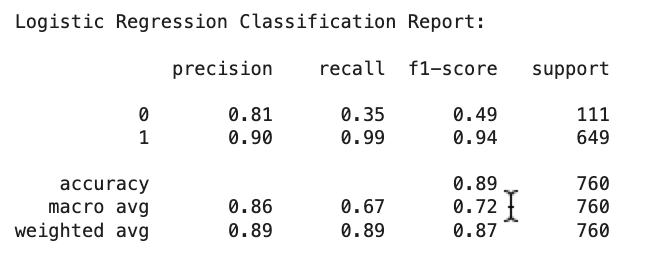 Logistic Regression Classification Report:
precision recall f1-score support
0 0.81 0.35 0.49 111
1 0.90 0.99 0.94 649
accuracy 0.89 760
macro avg 0.86 0.67 0.72 760
weighted avg 0.89 0.89 0.87 760